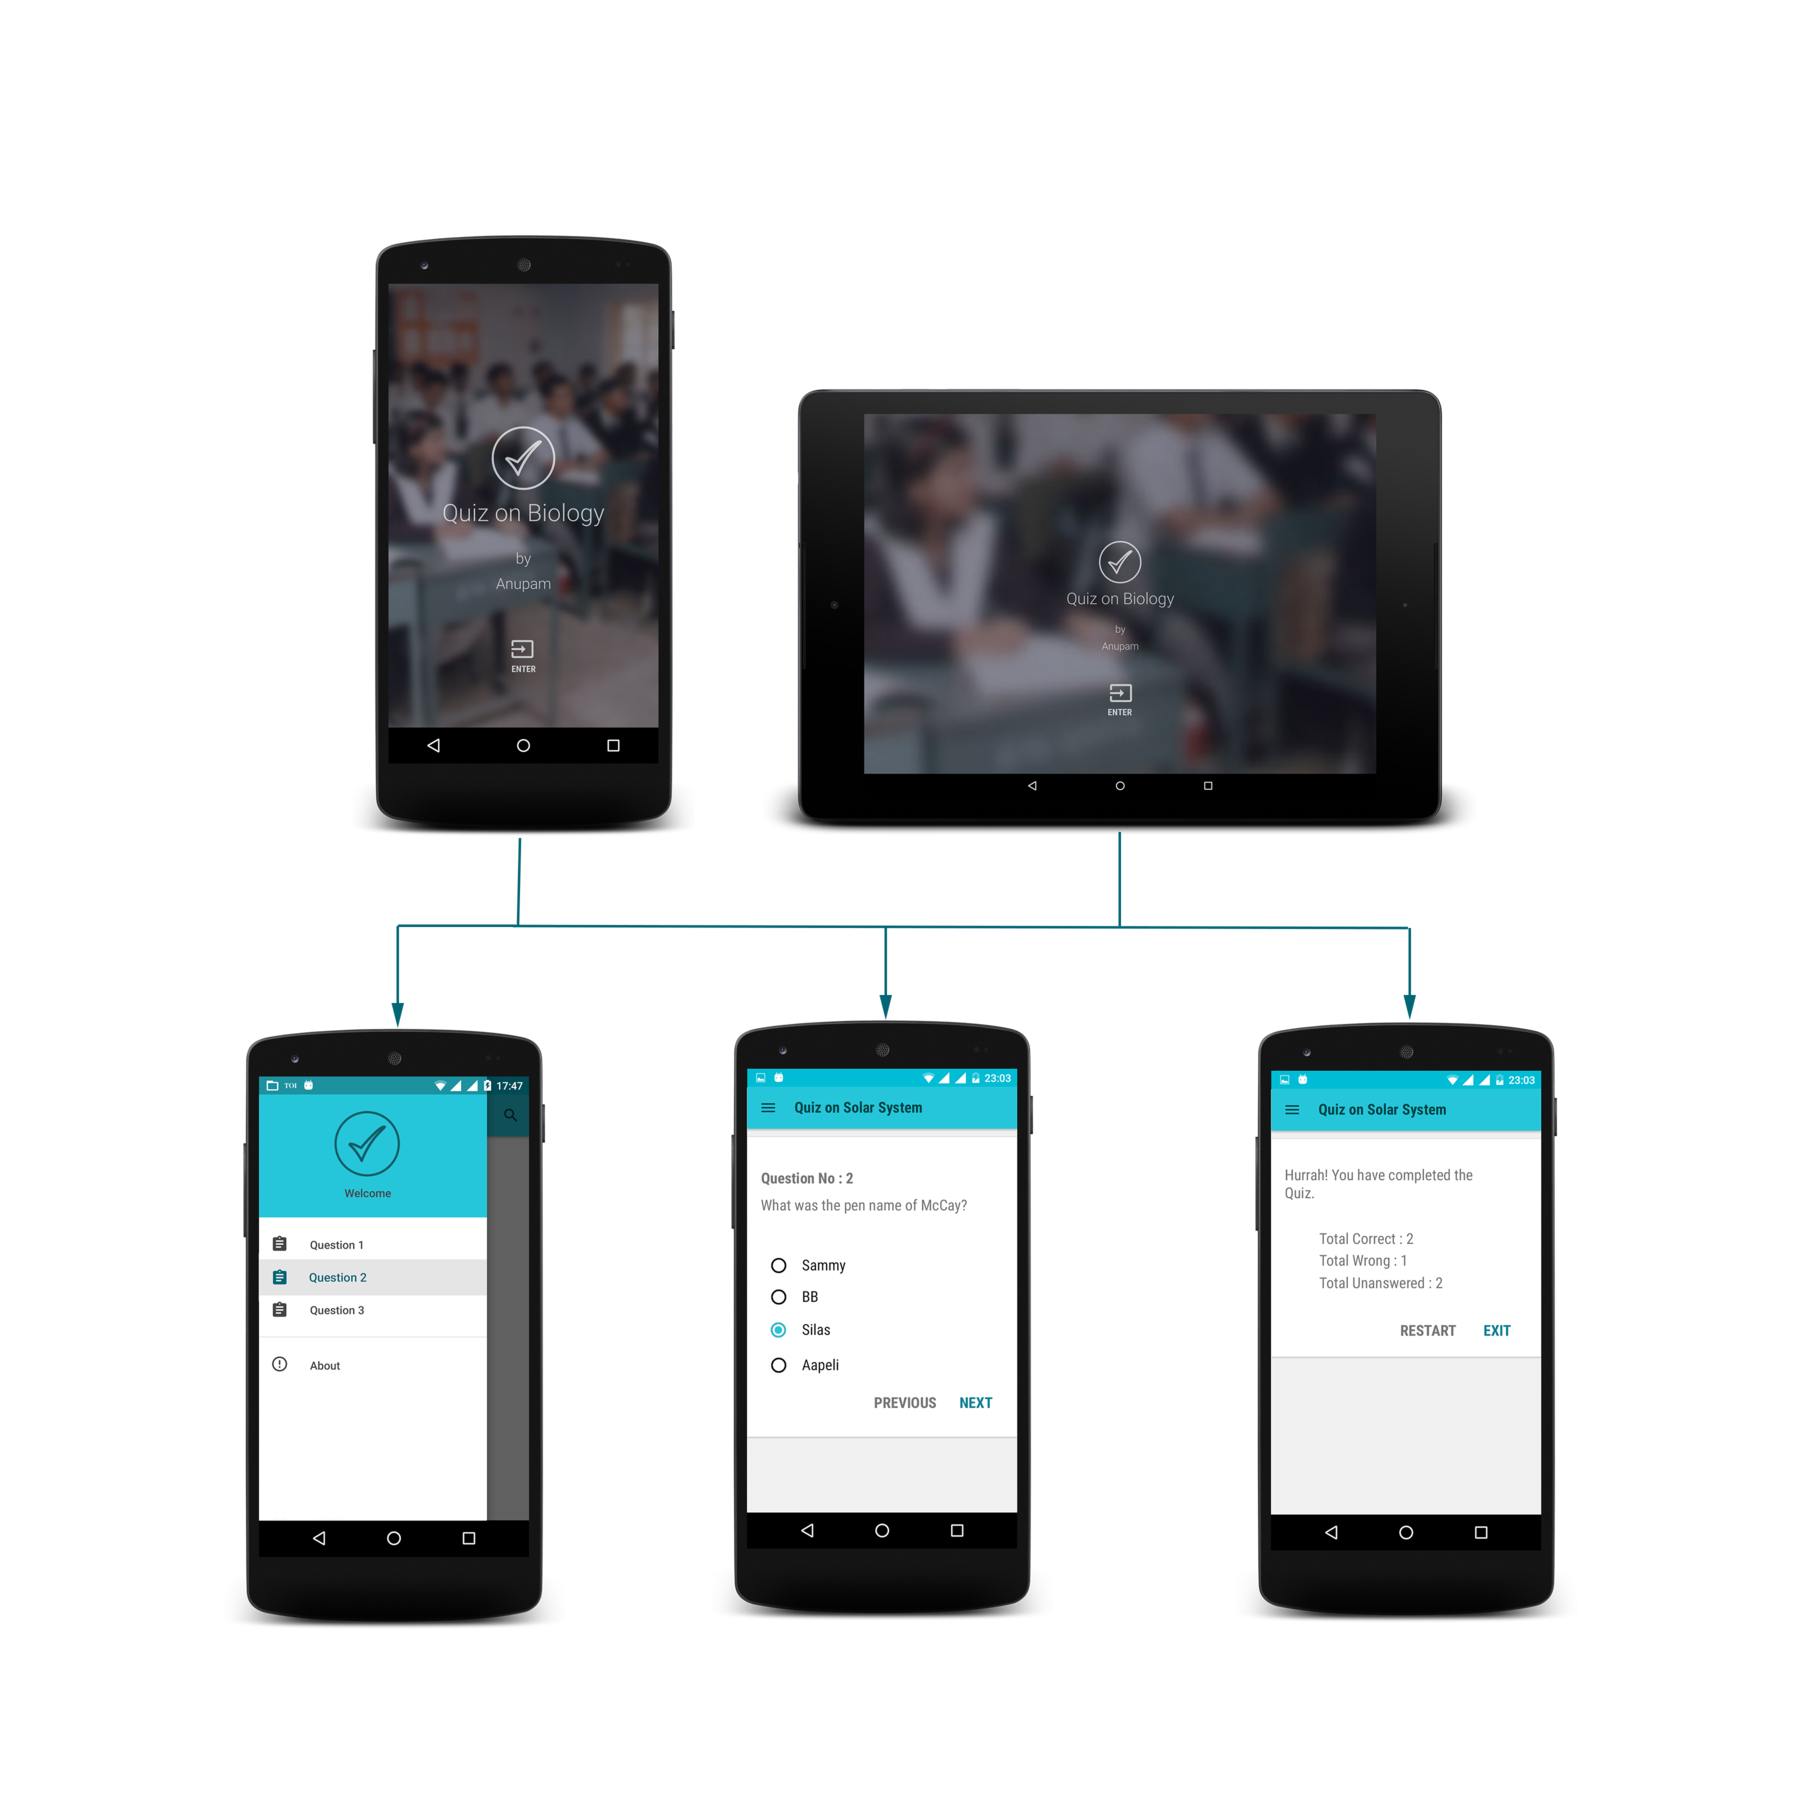 Quiz on Biology
by
Anupam
ENTER
Quiz on Biology
by
Anupam
ENTER
TOI 17:47
Welcome
Question 1
Question 2
Question 3
About
23:03
Quiz on Solar System
Question No : 2
What was the pen name of McCay?
Sammy
BB
Silas
Aapeli
PREVIOUS NEXT
23:03
Quiz on Solar System
Hurrah! You have completed the
Quiz.
Total Correct : 2
Total Wrong : 1
Total Unanswered : 2
RESTART EXIT